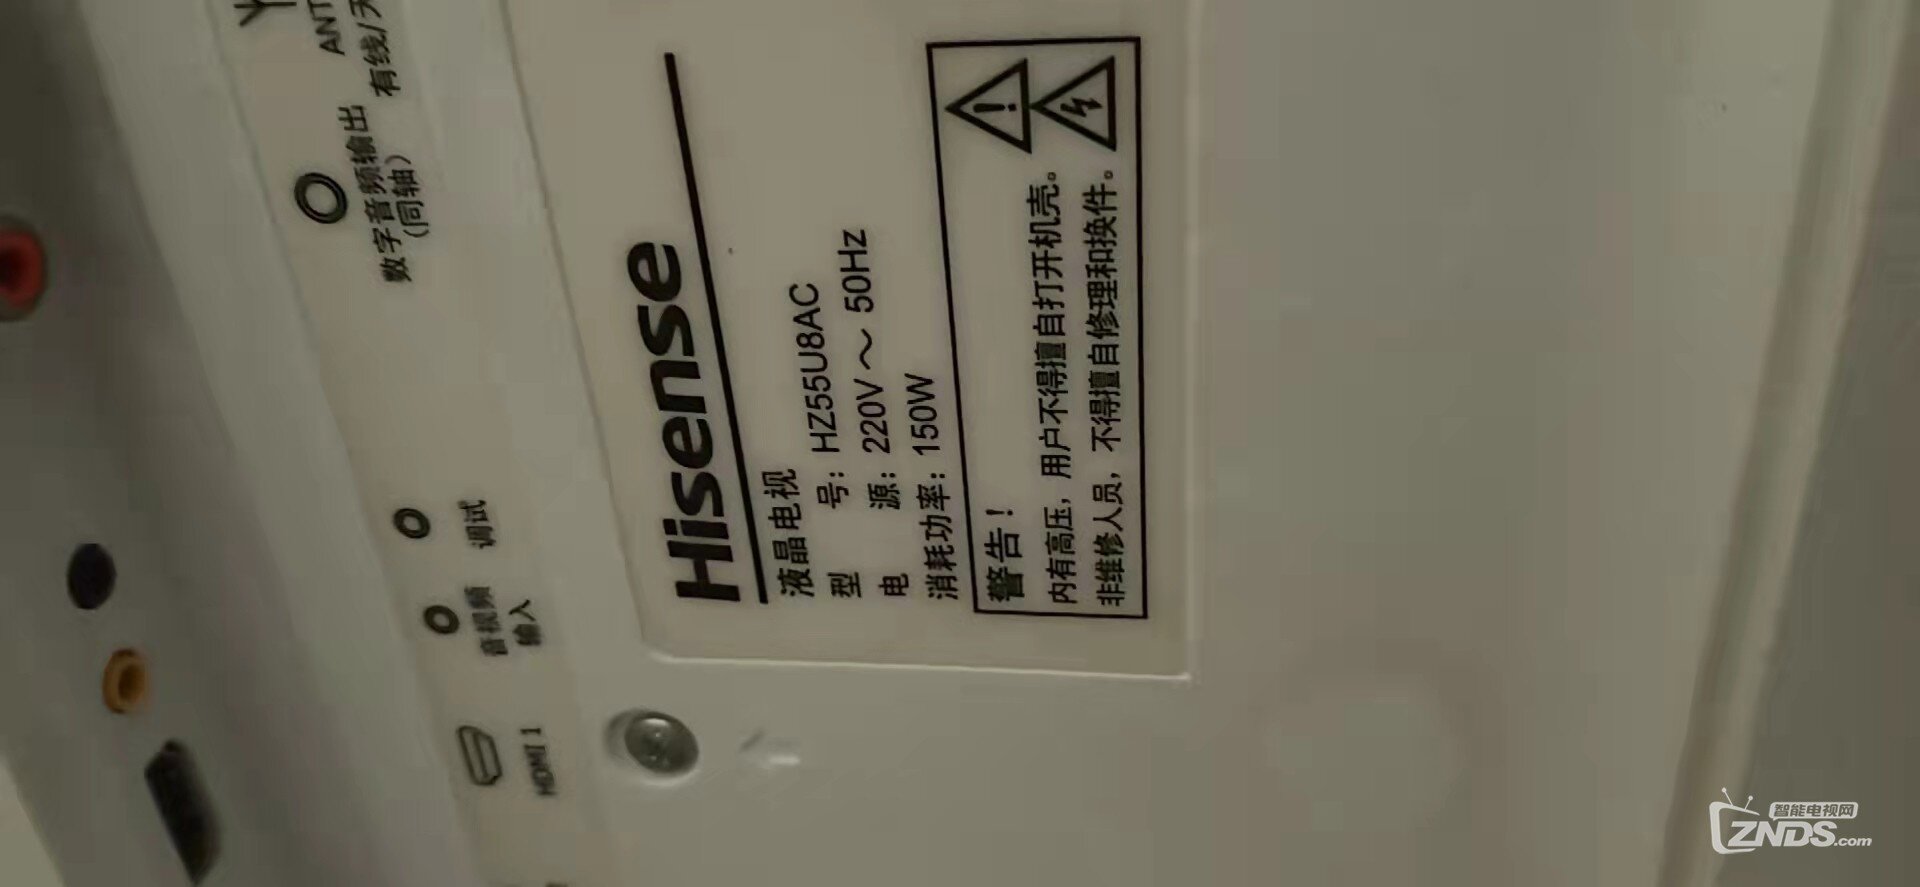 Hisense
液晶电视
型 号：HZ55U8AC
电 源：220V～ 50Hz
消耗功率：150W
警告！
内有高压，用户不得擅自打开机壳。
非维修人员，不得擅自修理和换件。
ANT
有线/天
数字音频输出
（同轴）
调试
音视频
输入
HDMI 1
智能电视网
ZNDS.com